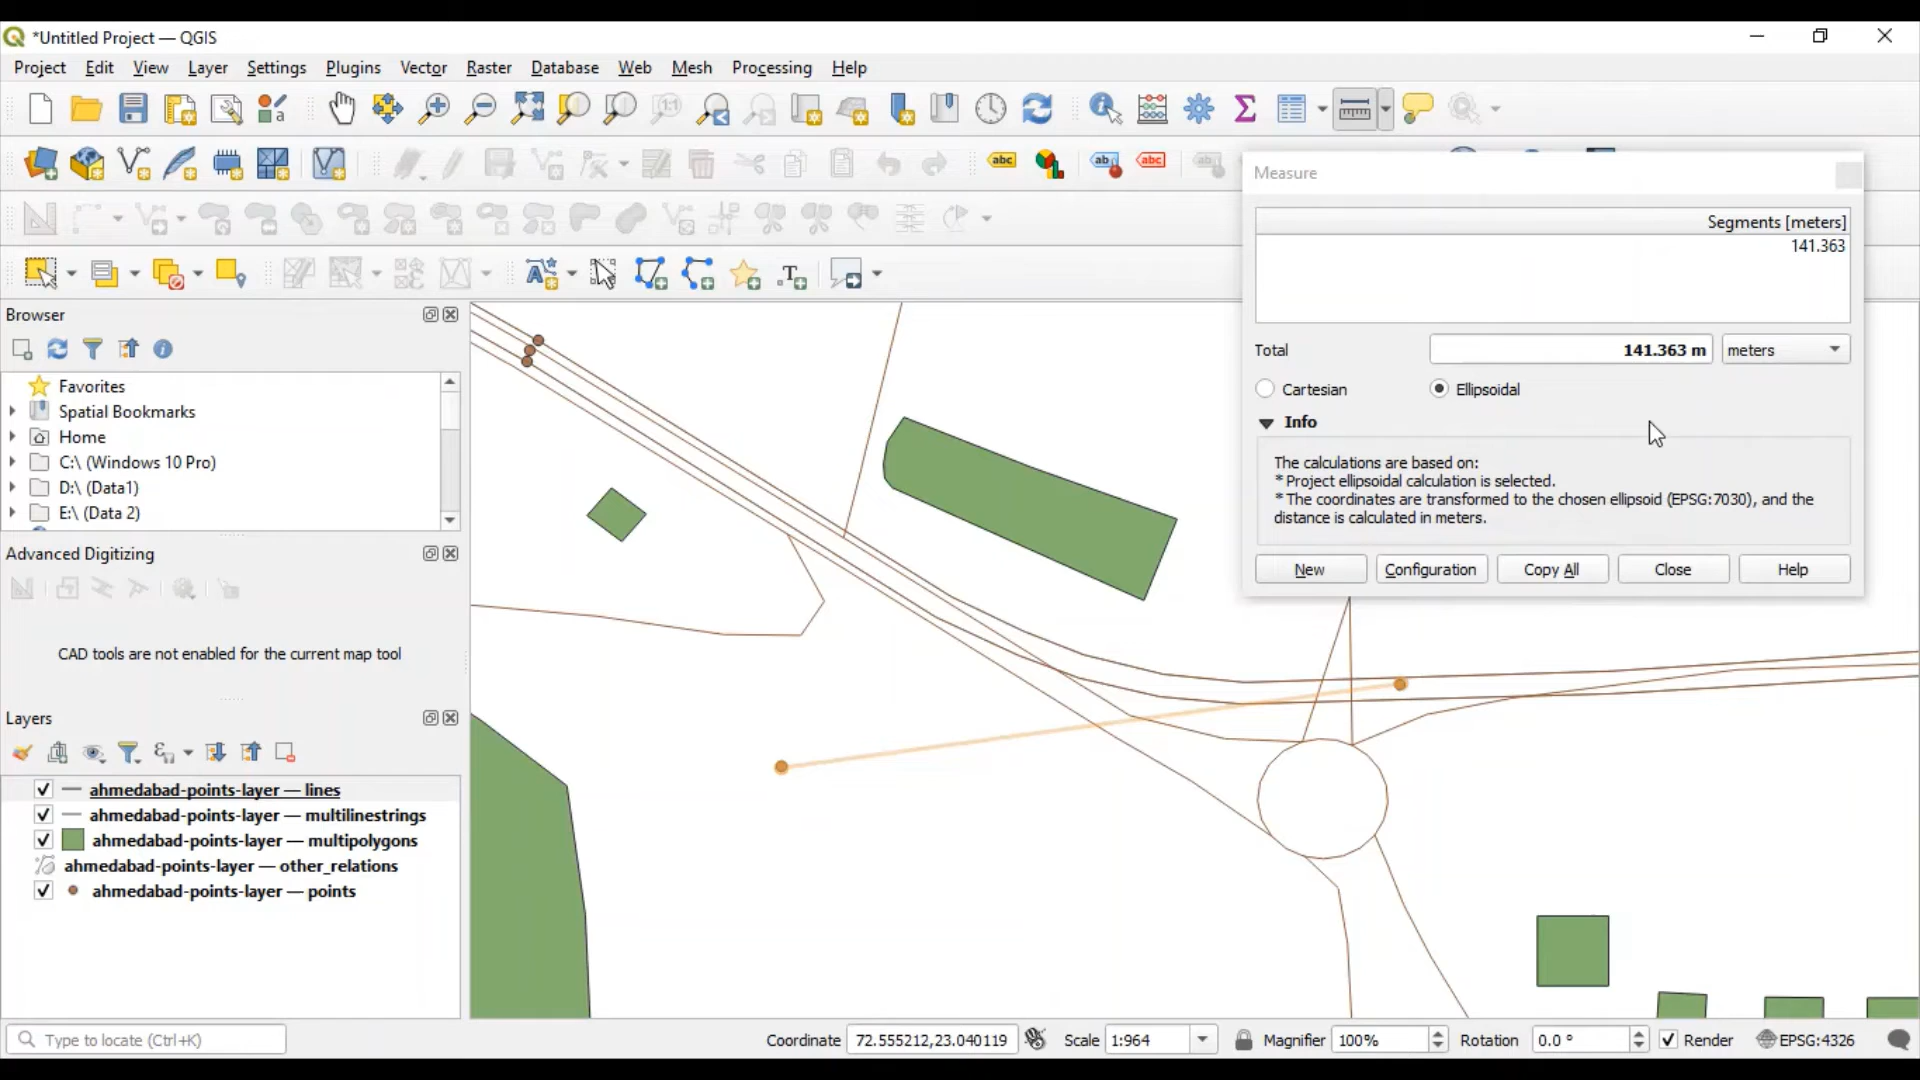 *Untitled Project — QGIS
Project Edit View Layer Settings Plugins Vector Raster Database Web Mesh Processing Help
1:1
abc ab abc ab
Measure
Segments [meters]
141.363
Total 141.363 m meters
Cartesian Ellipsoidal
Info
The calculations are based on:
* Project ellipsoidal calculation is selected.
* The coordinates are transformed to the chosen ellipsoid (EPSG:7030), and the
distance is calculated in meters.
New Configuration Copy All Close Help
Browser
Favorites
Spatial Bookmarks
Home
C:\ (Windows 10 Pro)
D:\ (Data1)
E:\ (Data 2)
Advanced Digitizing
CAD tools are not enabled for the current map tool
Layers
ahmedabad-points-layer — lines
ahmedabad-points-layer — multilinestrings
ahmedabad-points-layer — multipolygons
ahmedabad-points-layer — other_relations
ahmedabad-points-layer — points
Type to locate (Ctrl+K) Coordinate 72.555212,23.040119 Scale 1:964 Magnifier 100% Rotation 0.0 ° Render EPSG:4326